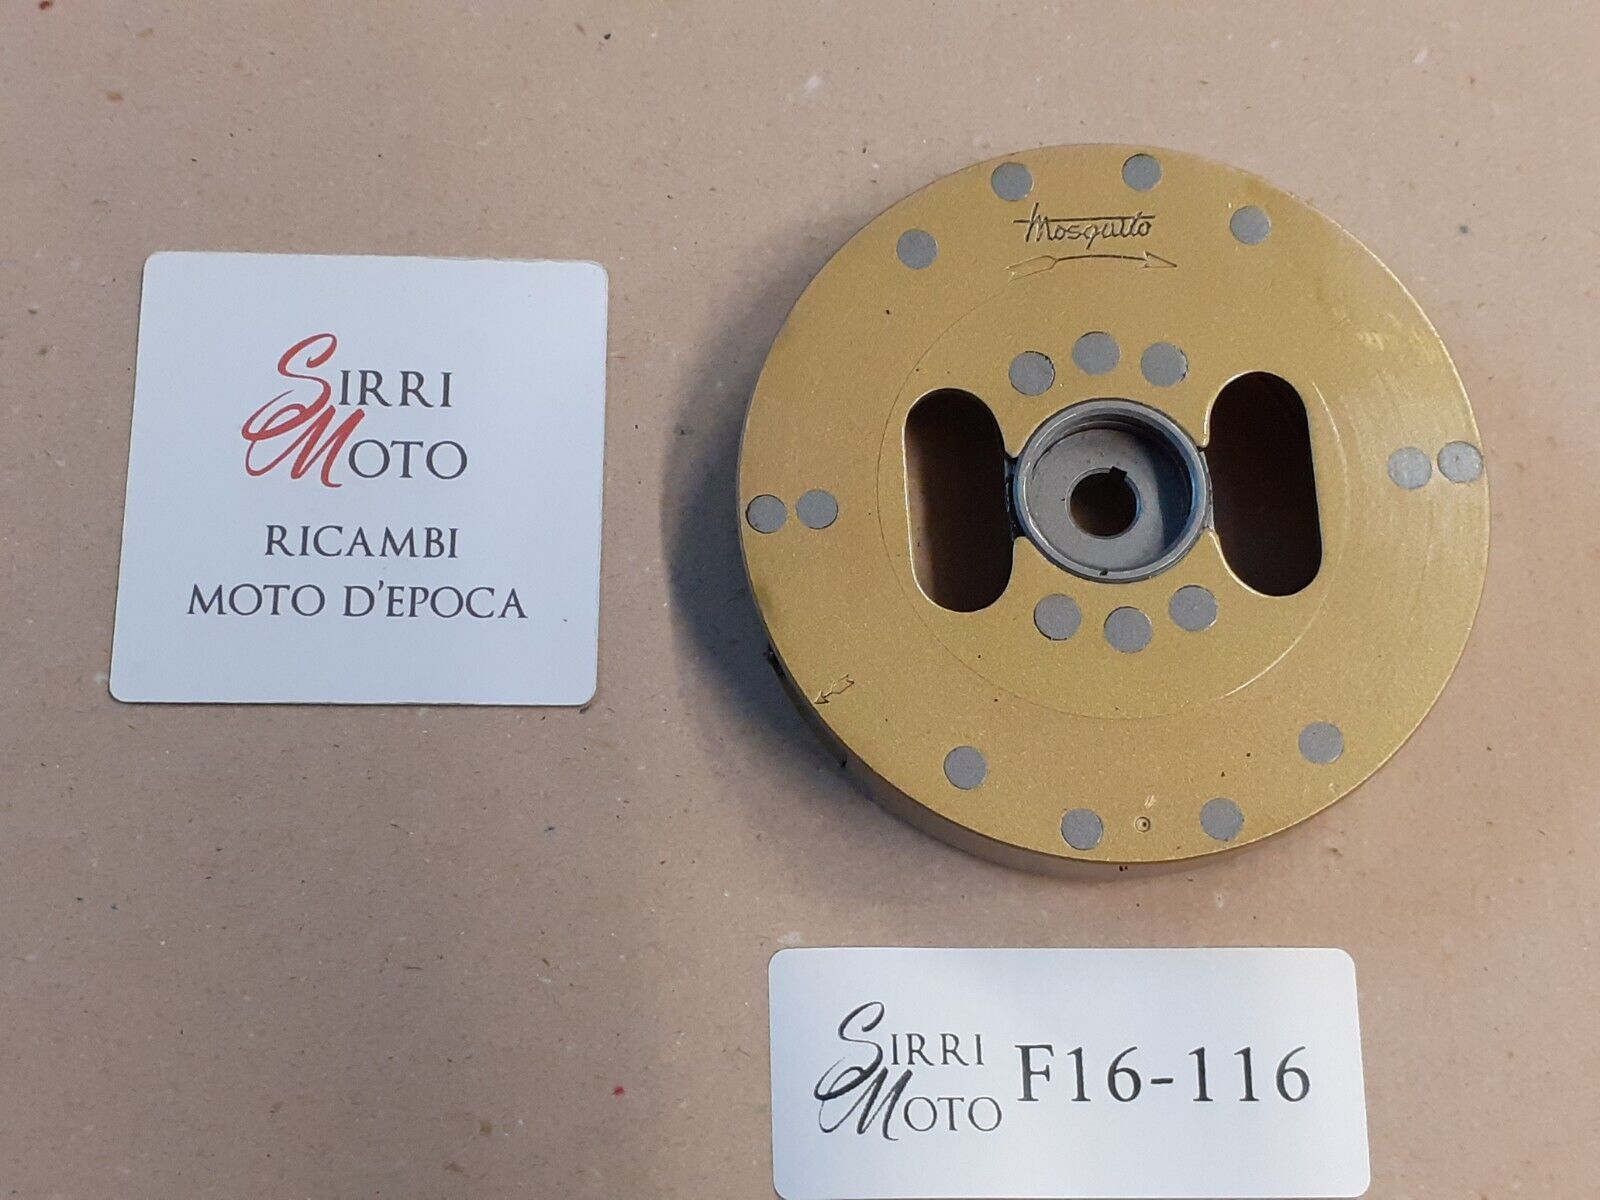 SIRRI
MOTO
RICAMBI
MOTO D'EPOCA
Mosquito
SIRRI
MOTO
F16-116